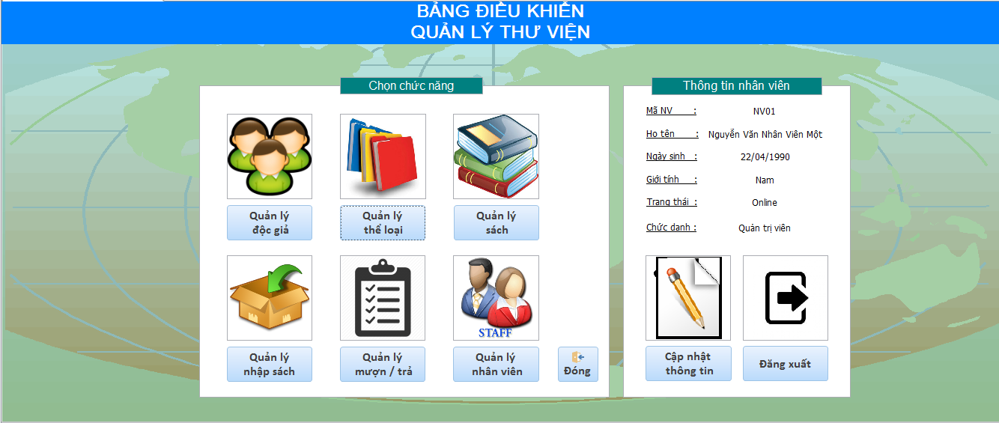 BẢNG ĐIỀU KHIỂN
QUẢN LÝ THƯ VIỆN
Chọn chức năng
Quản lý
độc giả
Quản lý
thể loại
Quản lý
sách
STAFF
Quản lý
nhập sách
Quản lý
mượn / trả
Quản lý
nhân viên
Đóng
Thông tin nhân viên
Mã NV : NV01
Họ tên : Nguyễn Văn Nhân Viên Một
Ngày sinh : 22/04/1990
Giới tính : Nam
Trạng thái : Online
Chức danh : Quản trị viên
Cập nhật
thông tin
Đăng xuất